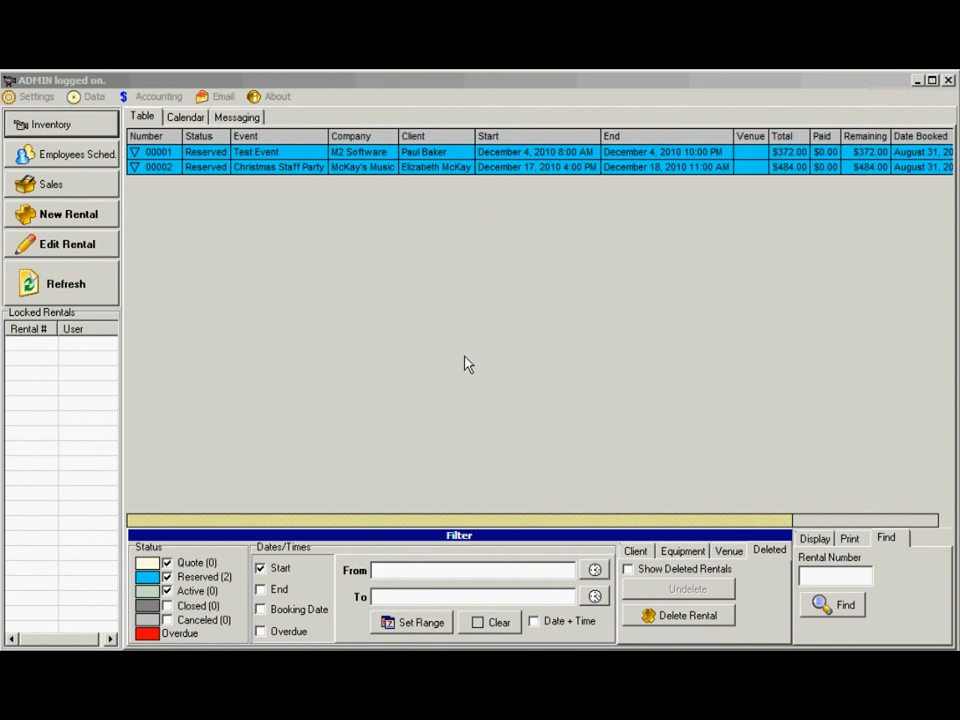 ADMIN logged on.
Settings Data $ Accounting Email About
Inventory
Employees Sched.
Sales
New Rental
Edit Rental
Refresh
Locked Rentals
Rental # User
Table Calendar Messaging
Number Status Event Company Client Start End Venue Total Paid Remaining Date Booked
00001 Reserved Test Event M2 Software Paul Baker December 4, 2010 8:00 AM December 4, 2010 10:00 PM $372.00 $0.00 $372.00 August 31, 20
00002 Reserved Christmas Staff Party McKay's Music Elizabeth McKay December 17, 2010 4:00 PM December 18, 2010 11:00 AM $484.00 $0.00 $484.00 August 31, 20
Filter
Status
Quote (0)
Reserved (2)
Active (0)
Closed (0)
Canceled (0)
Overdue
Dates/Times
Start
End
Booking Date
Overdue
From
To
Set Range Clear Date + Time
Client Equipment Venue Deleted
Show Deleted Rentals
Undelete
Delete Rental
Display Print Find
Rental Number
Find